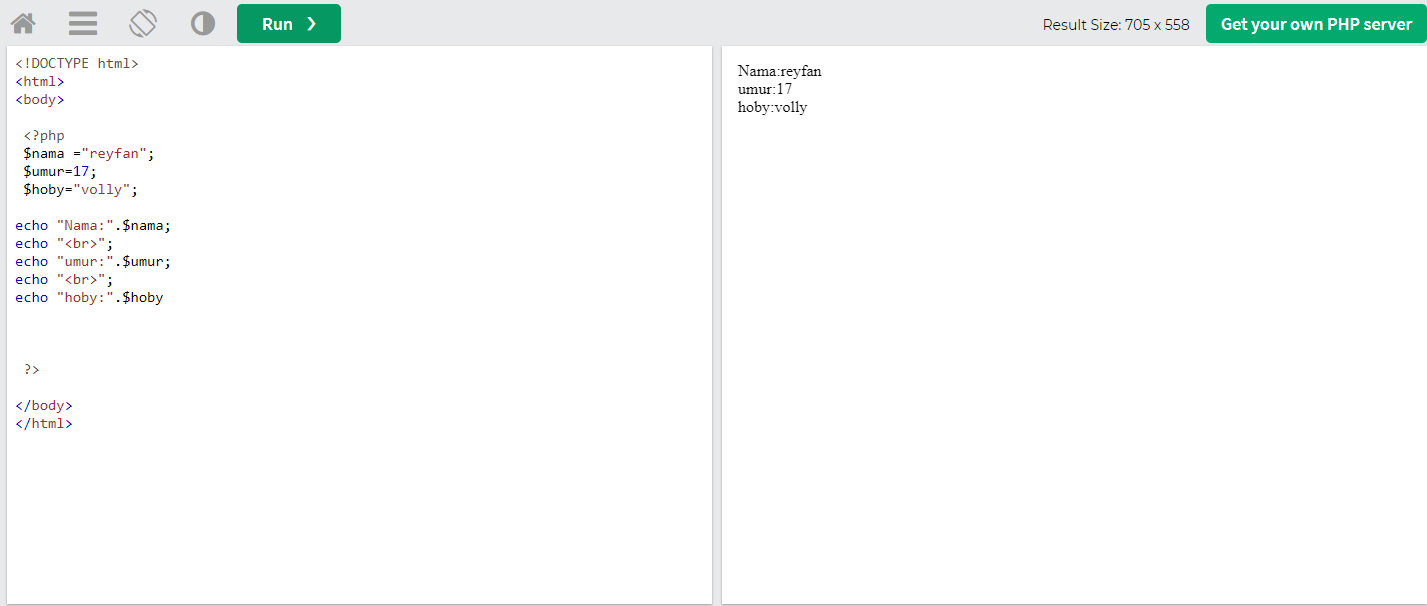 Run ❯
Result Size: 705 x 558
Get your own PHP server
<!DOCTYPE html>
<html>
<body>
<?php
$nama ="reyfan";
$umur=17;
$hoby="volly";
echo "Nama:".$nama;
echo "<br>";
echo "umur:".$umur;
echo "<br>";
echo "hoby:".$hoby
?>
</body>
</html>
Nama:reyfan
umur:17
hoby:volly